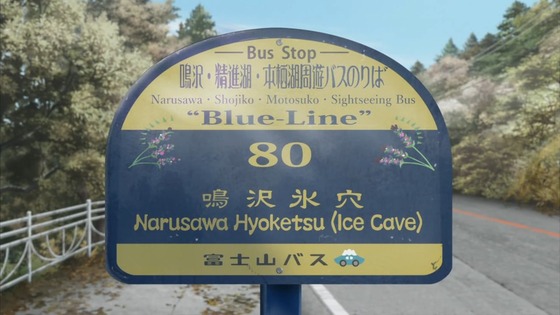 Bus Stop
鳴沢・精進湖・本栖湖周遊バスのりば
Narusawa・Shojiko・Motosuko・Sightseeing Bus
“Blue-Line”
80
鳴沢氷穴
Narusawa Hyoketsu (Ice Cave)
富士山バス